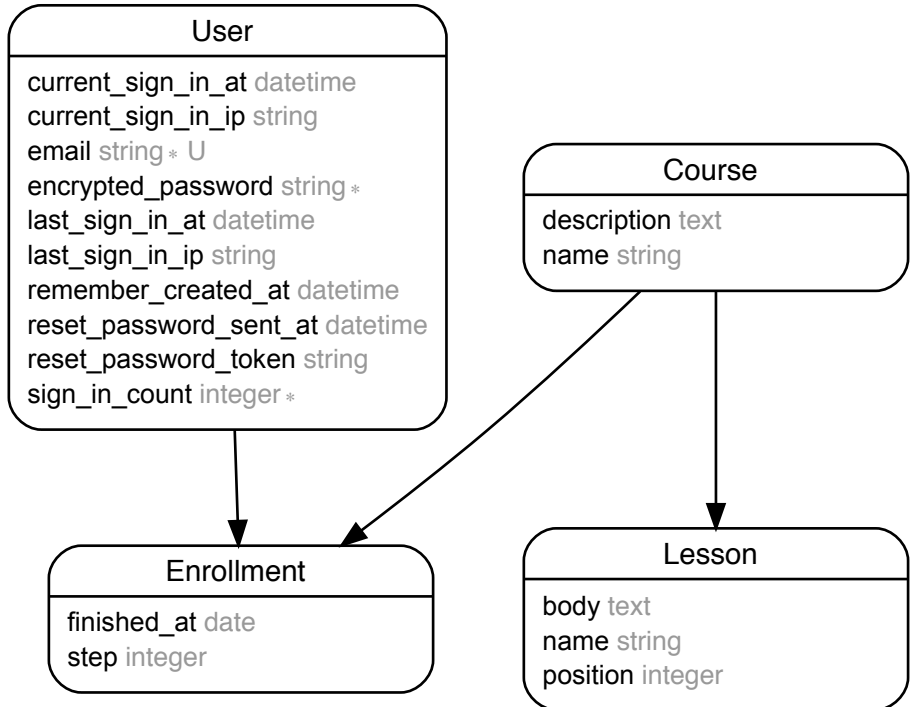 User
current_sign_in_at datetime
current_sign_in_ip string
email string * U
encrypted_password string *
last_sign_in_at datetime
last_sign_in_ip string
remember_created_at datetime
reset_password_sent_at datetime
reset_password_token string
sign_in_count integer *
Course
description text
name string
Enrollment
finished_at date
step integer
Lesson
body text
name string
position integer